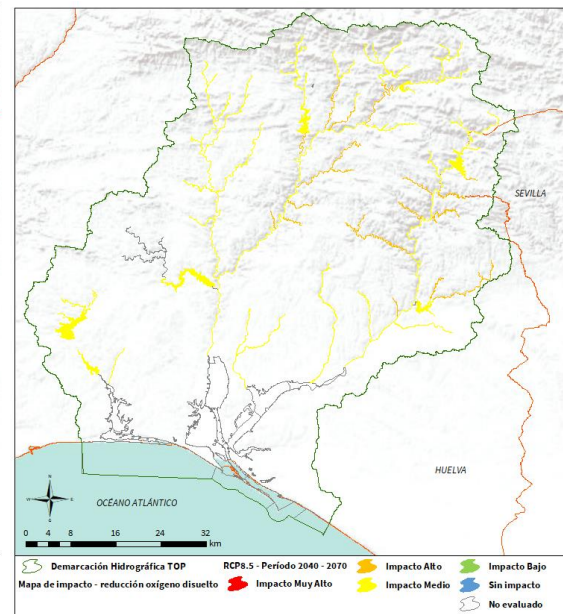 SEVILLA
HUELVA
OCÉANO ATLÁNTICO
N
W
E
S
0 4 8 16 24 32
km
Demarcación Hidrográfica TOP
RCP8.5 - Período 2040 - 2070
Impacto Alto
Impacto Bajo
Mapa de impacto - reducción oxígeno disuelto
Impacto Muy Alto
Impacto Medio
Sin impacto
No evaluado